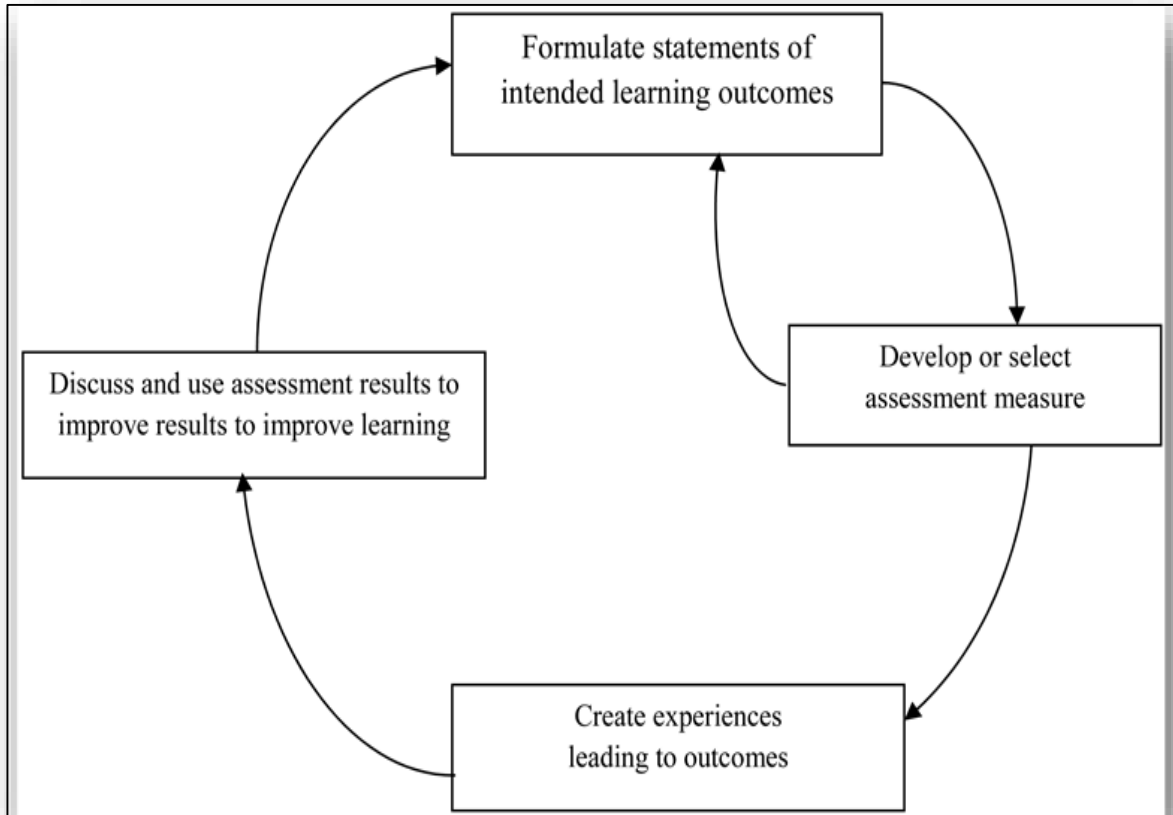 Formulate statements of
intended learning outcomes
Develop or select
assessment measure
Discuss and use assessment results to
improve results to improve learning
Create experiences
leading to outcomes